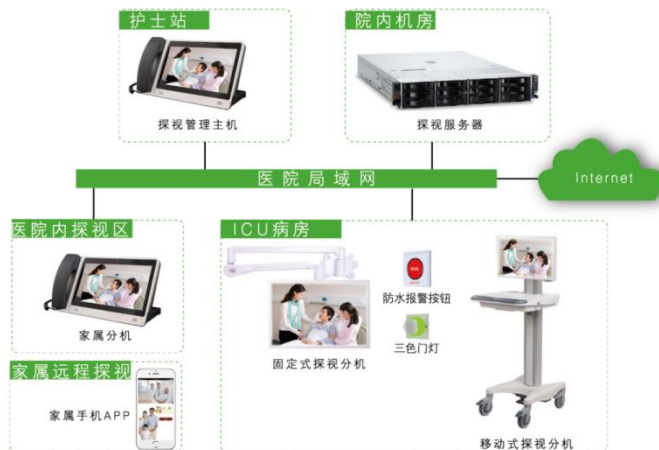 护士站
院内机房
探视管理主机
探视服务器
医院局域网
Internet
医院内探视区
ICU病房
家属分机
防水报警按钮
三色门灯
固定式探视分机
家属远程探视
家属手机APP
移动式探视分机